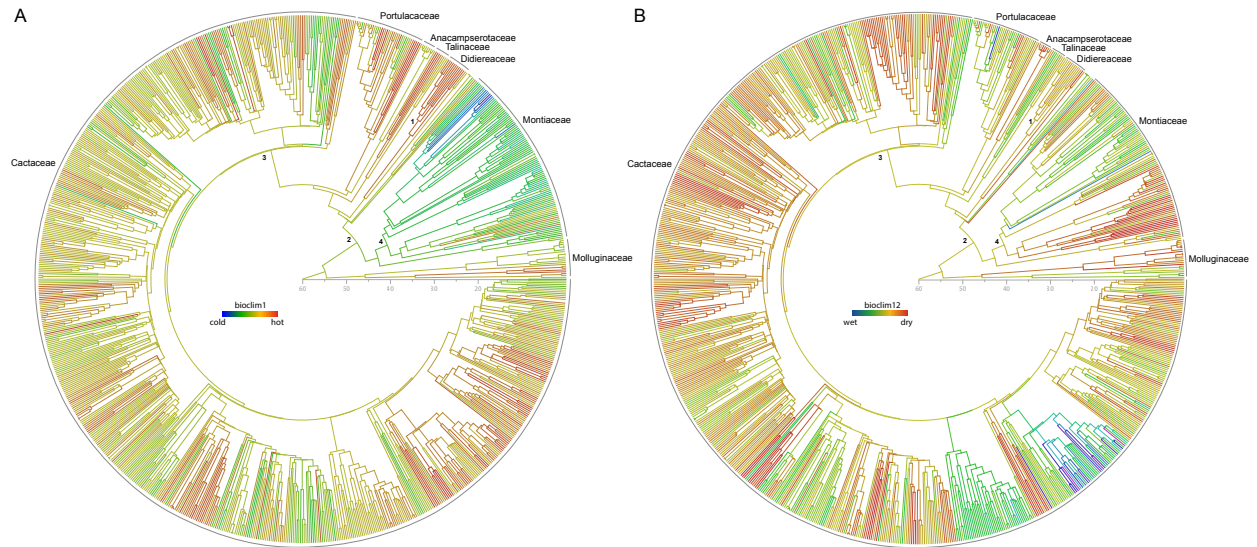 A
Portulacaceae
Anacampserotaceae
Talinaceae
Didiereaceae
Montiaceae
Cactaceae
Molluginaceae
1
3
2
4
60 50 40 30 20
bioclim1
cold hot
B
Portulacaceae
Anacampserotaceae
Talinaceae
Didiereaceae
Montiaceae
Cactaceae
Molluginaceae
1
3
2
4
60 50 40 30 20
bioclim12
wet dry